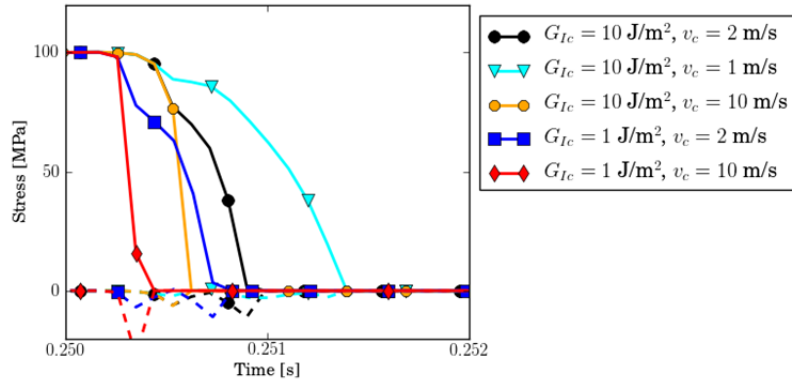 100
50
0
Stress [MPa]
0.250
0.251
0.252
Time [s]
G_{Ic} = 10 J/m², v_c = 2 m/s
G_{Ic} = 10 J/m², v_c = 1 m/s
G_{Ic} = 10 J/m², v_c = 10 m/s
G_{Ic} = 1 J/m², v_c = 2 m/s
G_{Ic} = 1 J/m², v_c = 10 m/s